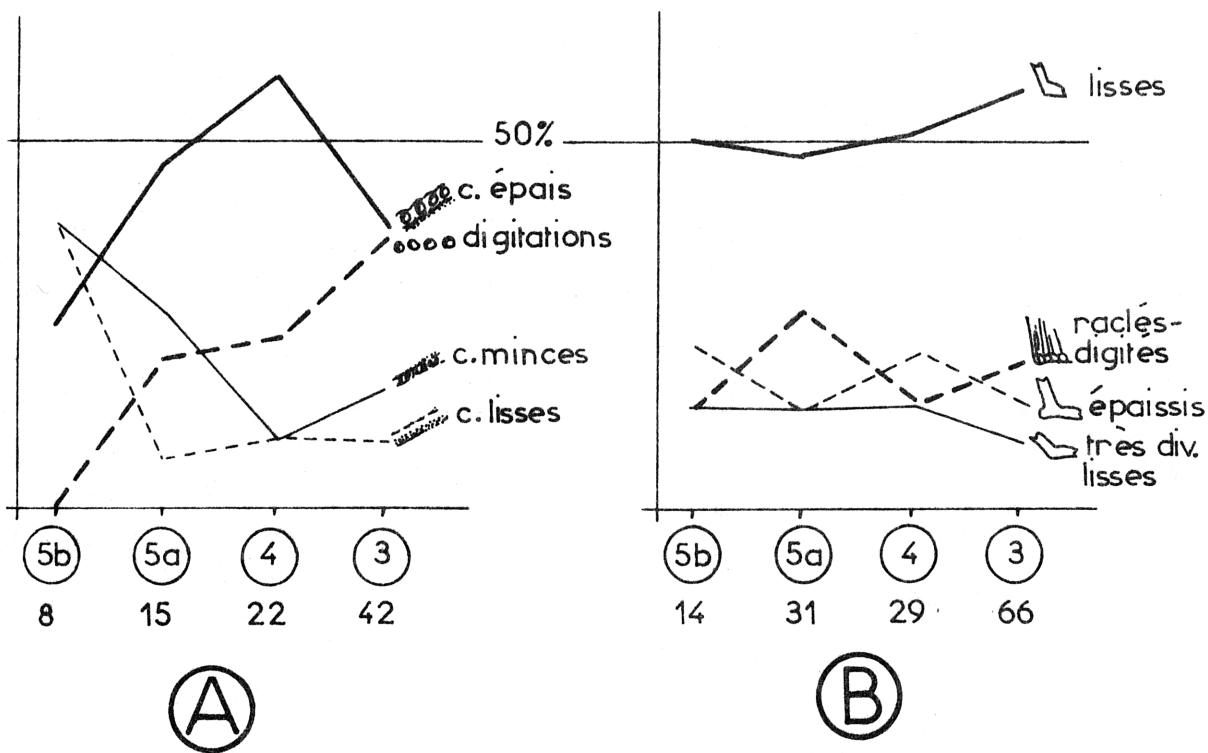 50%
c. épais
digitations
c. minces
c. lisses
5b 5a 4 3
8 15 22 42
A
lisses
raclés-
digités
épaissis
très div.
lisses
5b 5a 4 3
14 31 29 66
B